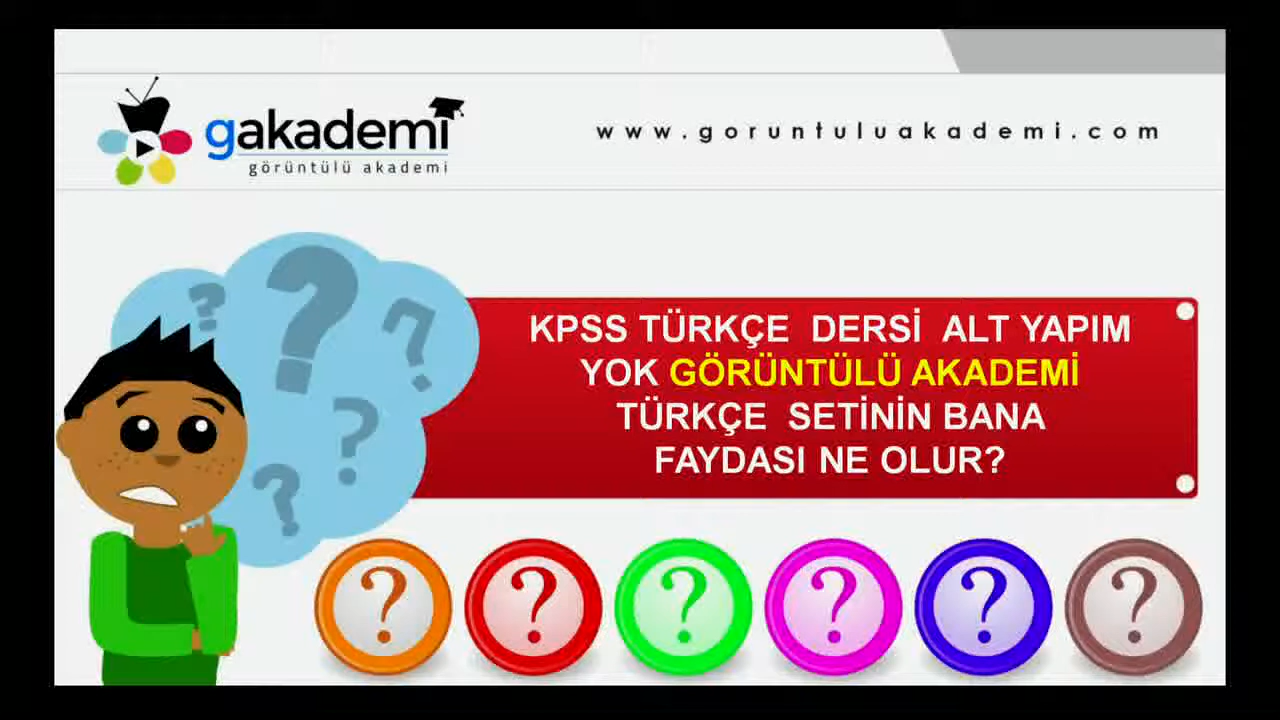 gakademi
görüntülü akademi
www.goruntuluakademi.com
KPSS TÜRKÇE DERSİ ALT YAPIM
YOK GÖRÜNTÜLÜ AKADEMİ
TÜRKÇE SETİNİN BANA
FAYDASI NE OLUR?
? ? ? ? ?
? ? ? ? ? ?